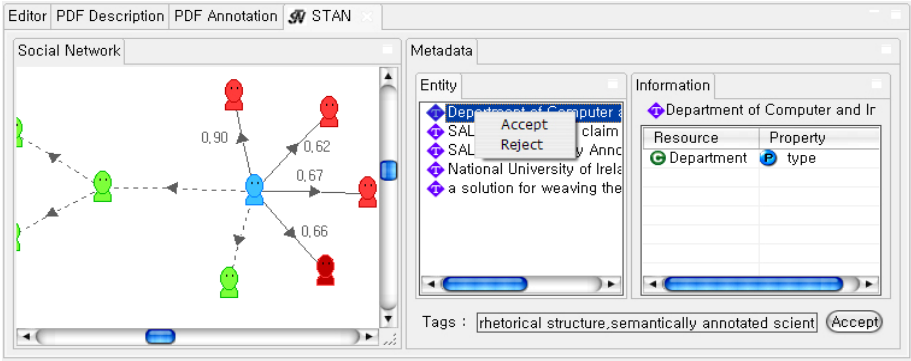 Editor PDF Description PDF Annotation STAN
Social Network
Metadata
Entity
Information
Department of Computer a
Accept
Reject
SAL claim
SAL y Anno
National University of Irela
a solution for weaving the
Department of Computer and Ir
Resource Property
Department type
0,90
0,62
0,67
0,66
Tags : rhetorical structure,semantically annotated scient Accept